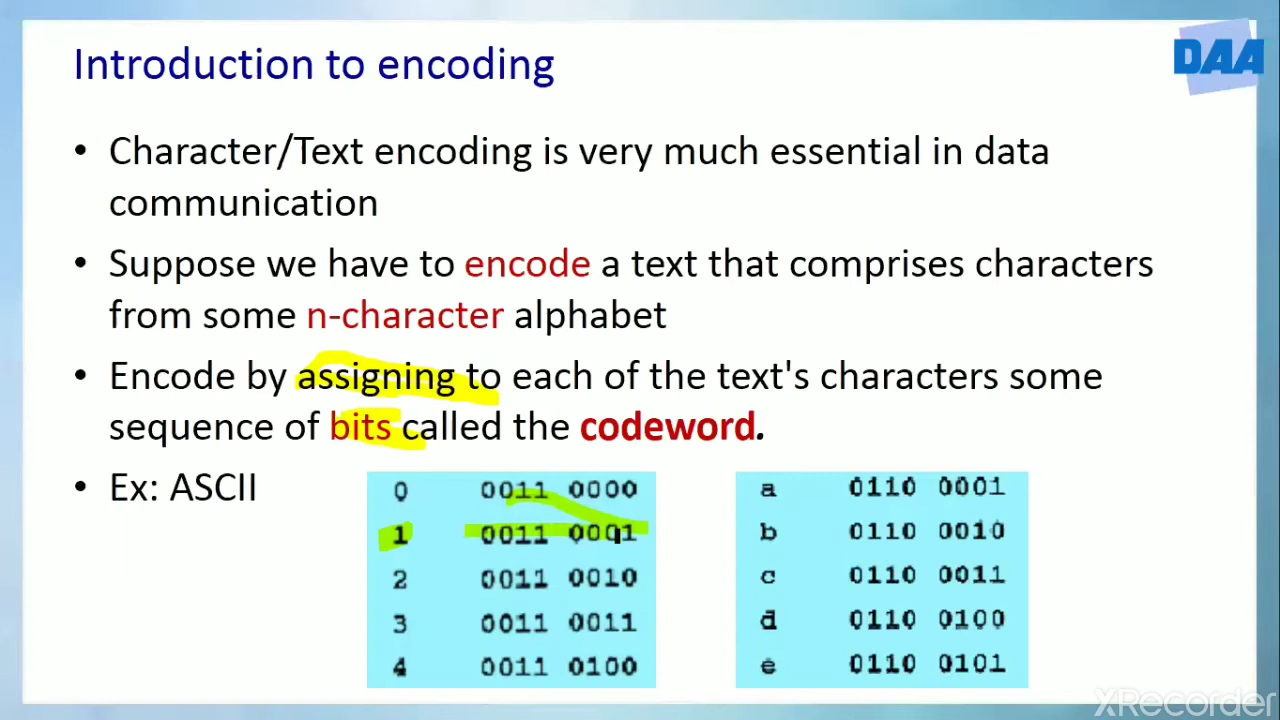 Introduction to encoding
DAA
• Character/Text encoding is very much essential in data
communication
• Suppose we have to encode a text that comprises characters
from some n-character alphabet
• Encode by assigning to each of the text's characters some
sequence of bits called the codeword.
• Ex: ASCII
0 0011 0000
1 0011 0001
2 0011 0010
3 0011 0011
4 0011 0100
a 0110 0001
b 0110 0010
c 0110 0011
d 0110 0100
e 0110 0101
XRecorder